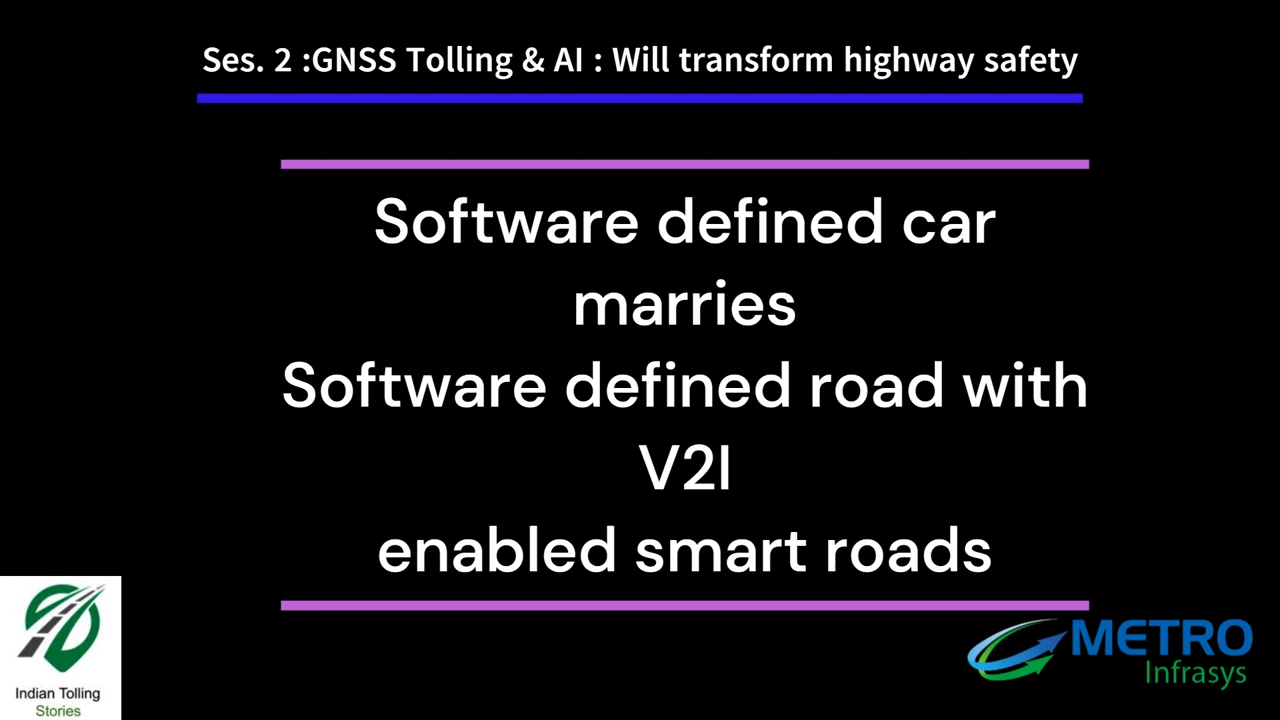 Ses. 2 :GNSS Tolling & AI : Will transform highway safety
Software defined car
marries
Software defined road with
V2I
enabled smart roads
METRO
Infrasys
Indian Tolling
Stories